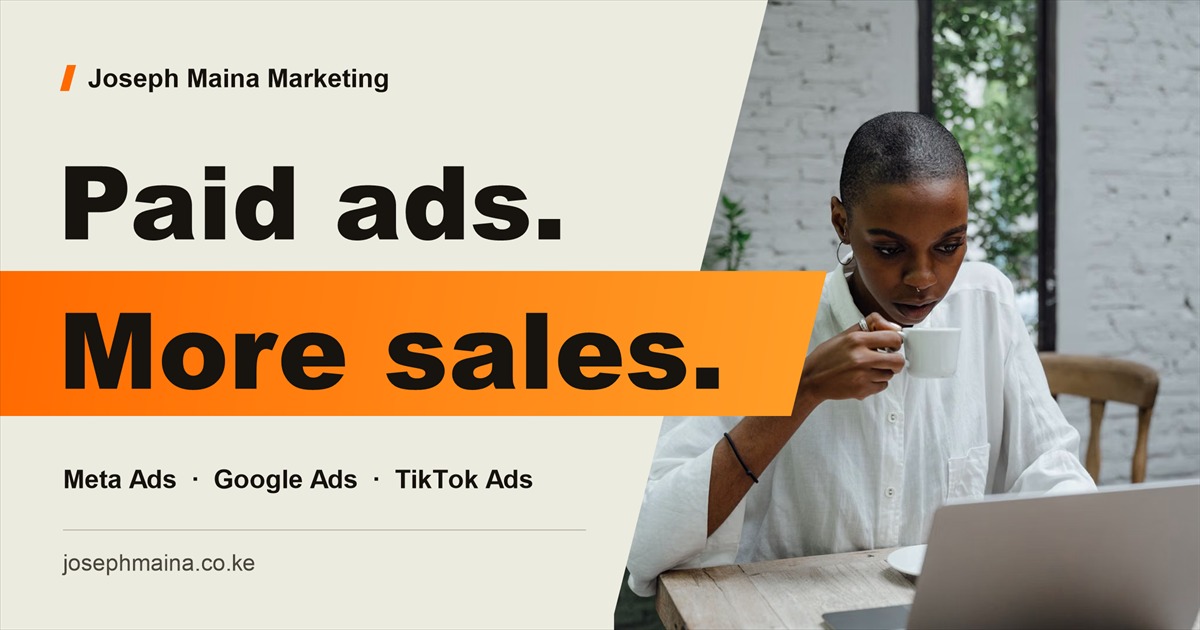 Joseph Maina Marketing
Paid ads.
More sales.
Meta Ads · Google Ads · TikTok Ads
josephmaina.co.ke